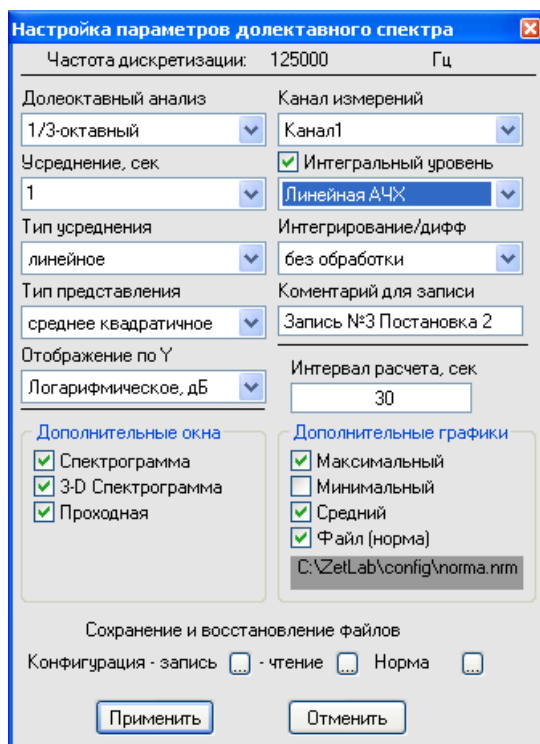 Настройка параметров долектавного спектра
Частота дискретизации: 125000 Гц
Долеоктавный анализ
Канал измерений
1/3-октавный
Канал1
Усреднение, сек
Интегральный уровень
1
Линейная АЧХ
Тип усреднения
Интегрирование/дифф
линейное
без обработки
Тип представления
Коментарий для записи
среднее квадратичное
Запись №3 Постановка 2
Отображение по Y
Логарифмическое, дБ
Интервал расчета, сек
30
Дополнительные окна
Дополнительные графики
Спектрограмма
Максимальный
3-D Спектрограмма
Минимальный
Проходная
Средний
Файл (норма)
C:\ZetLab\config\norma.nrm
Сохранение и восстановление файлов
Конфигурация - запись ... - чтение ... Норма ...
Применить
Отменить